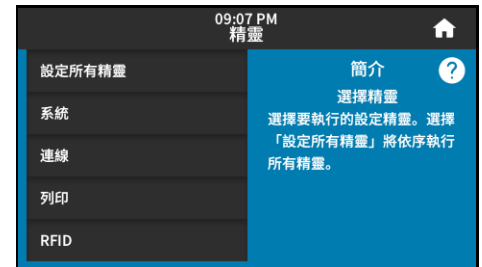 09:07 PM
精靈
設定所有精靈
系統
連線
列印
RFID
簡介
?
選擇精靈
選擇要執行的設定精靈。選擇
「設定所有精靈」將依序執行
所有精靈。